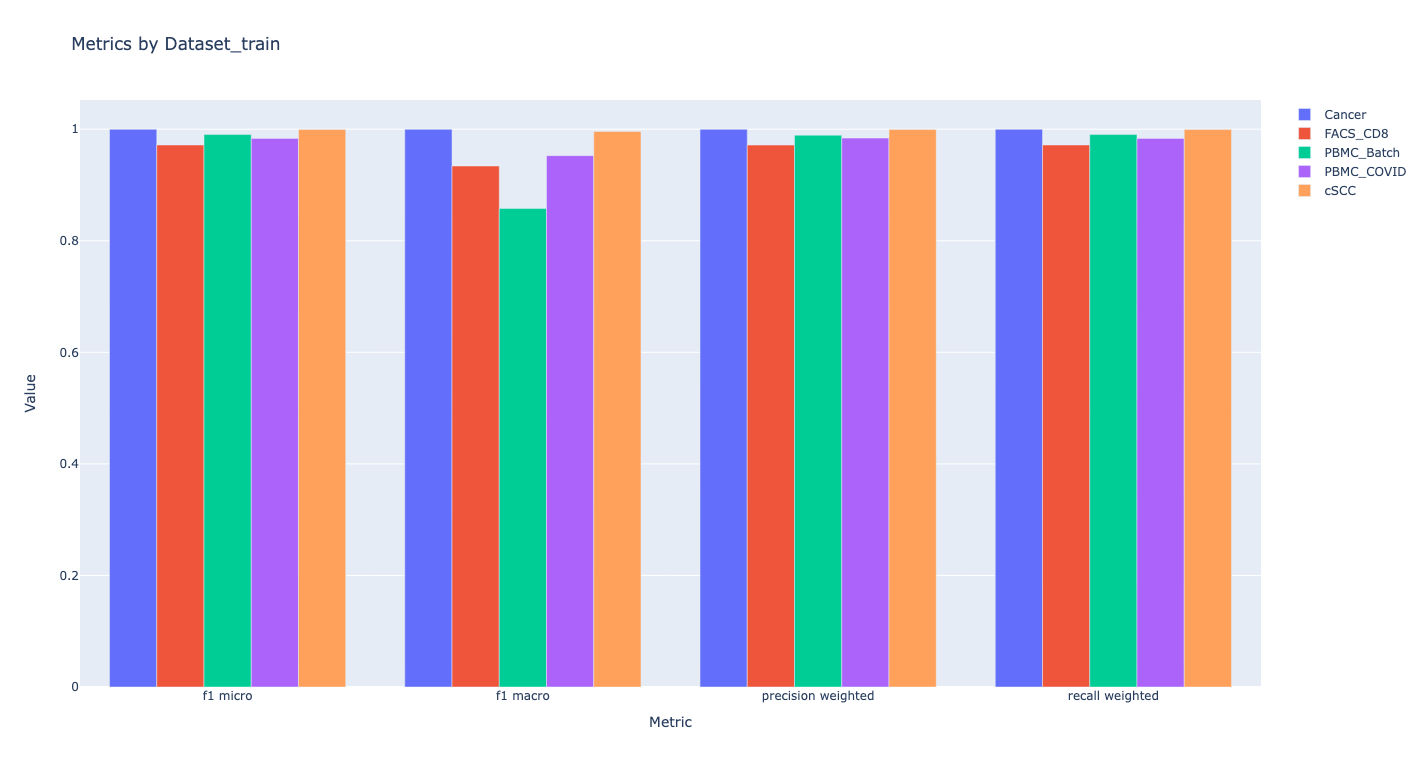 Metrics by Dataset_train
Cancer
FACS_CD8
PBMC_Batch
PBMC_COVID
cSCC
Value
1
0.8
0.6
0.4
0.2
0
f1 micro
f1 macro
precision weighted
recall weighted
Metric